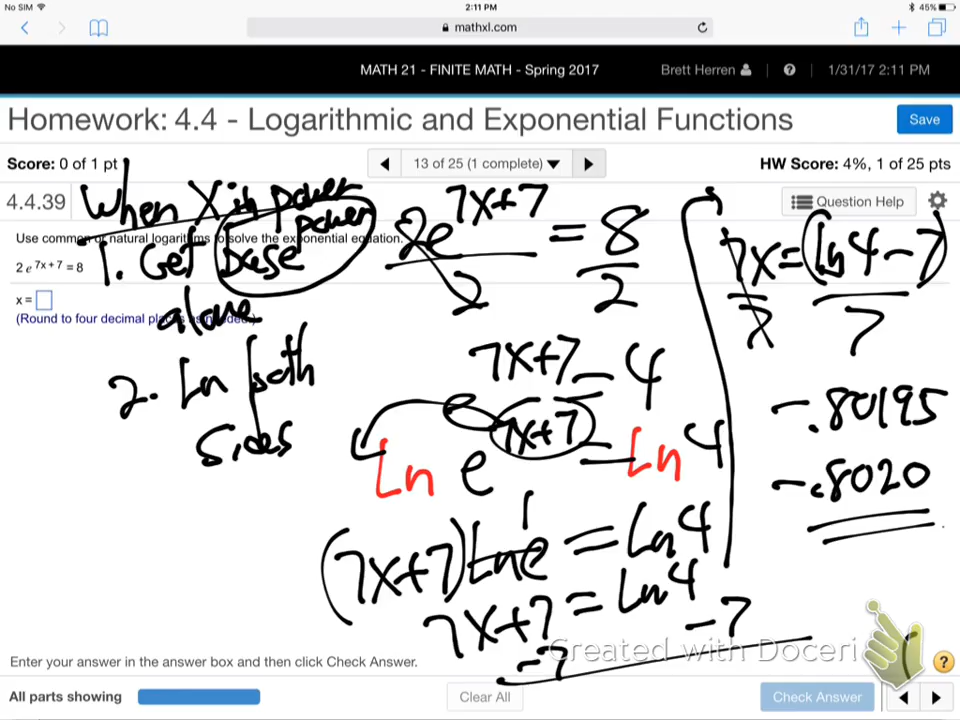 No SIM 2:11 PM 45%
mathxl.com
MATH 21 - FINITE MATH - Spring 2017 Brett Herren ? 1/31/17 2:11 PM
Homework: 4.4 - Logarithmic and Exponential Functions Save
Score: 0 of 1 pt 13 of 25 (1 complete) HW Score: 4%, 1 of 25 pts
4.4.39 Question Help
Use common or natural logarithms to solve the exponential equation.
2 e^7x+7 = 8
x =
(Round to four decimal places as needed.)
When X is power
1. Get base^power
alone
2. Ln both
sides
2e^7x+7 = 8
2 2
e^7x+7 = 4
Ln e^7x+7 = Ln 4
1
(7x+7) Ln e = Ln 4
7x+7 = Ln 4
-7 -7
7x = (ln 4 - 7)
7 7
-.80195
-.8020
Created with Doceri
Enter your answer in the answer box and then click Check Answer. ?
All parts showing Clear All Check Answer